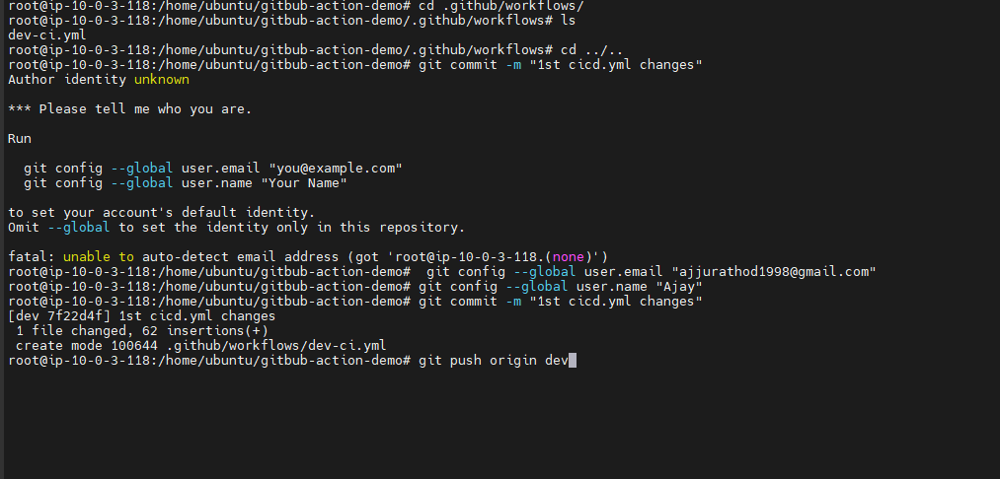 root@ip-10-0-3-118:/home/ubuntu/gitbub-action-demo# cd .github/workflows/
root@ip-10-0-3-118:/home/ubuntu/gitbub-action-demo/.github/workflows# ls
dev-ci.yml
root@ip-10-0-3-118:/home/ubuntu/gitbub-action-demo/.github/workflows# cd ../..
root@ip-10-0-3-118:/home/ubuntu/gitbub-action-demo# git commit -m "1st cicd.yml changes"
Author identity unknown
*** Please tell me who you are.
Run
git config --global user.email "you@example.com"
git config --global user.name "Your Name"
to set your account's default identity.
Omit --global to set the identity only in this repository.
fatal: unable to auto-detect email address (got 'root@ip-10-0-3-118.(none)')
root@ip-10-0-3-118:/home/ubuntu/gitbub-action-demo#  git config --global user.email "ajjurathod1998@gmail.com"
root@ip-10-0-3-118:/home/ubuntu/gitbub-action-demo# git config --global user.name "Ajay"
root@ip-10-0-3-118:/home/ubuntu/gitbub-action-demo# git commit -m "1st cicd.yml changes"
[dev 7f22d4f] 1st cicd.yml changes
1 file changed, 62 insertions(+)
create mode 100644 .github/workflows/dev-ci.yml
root@ip-10-0-3-118:/home/ubuntu/gitbub-action-demo# git push origin dev